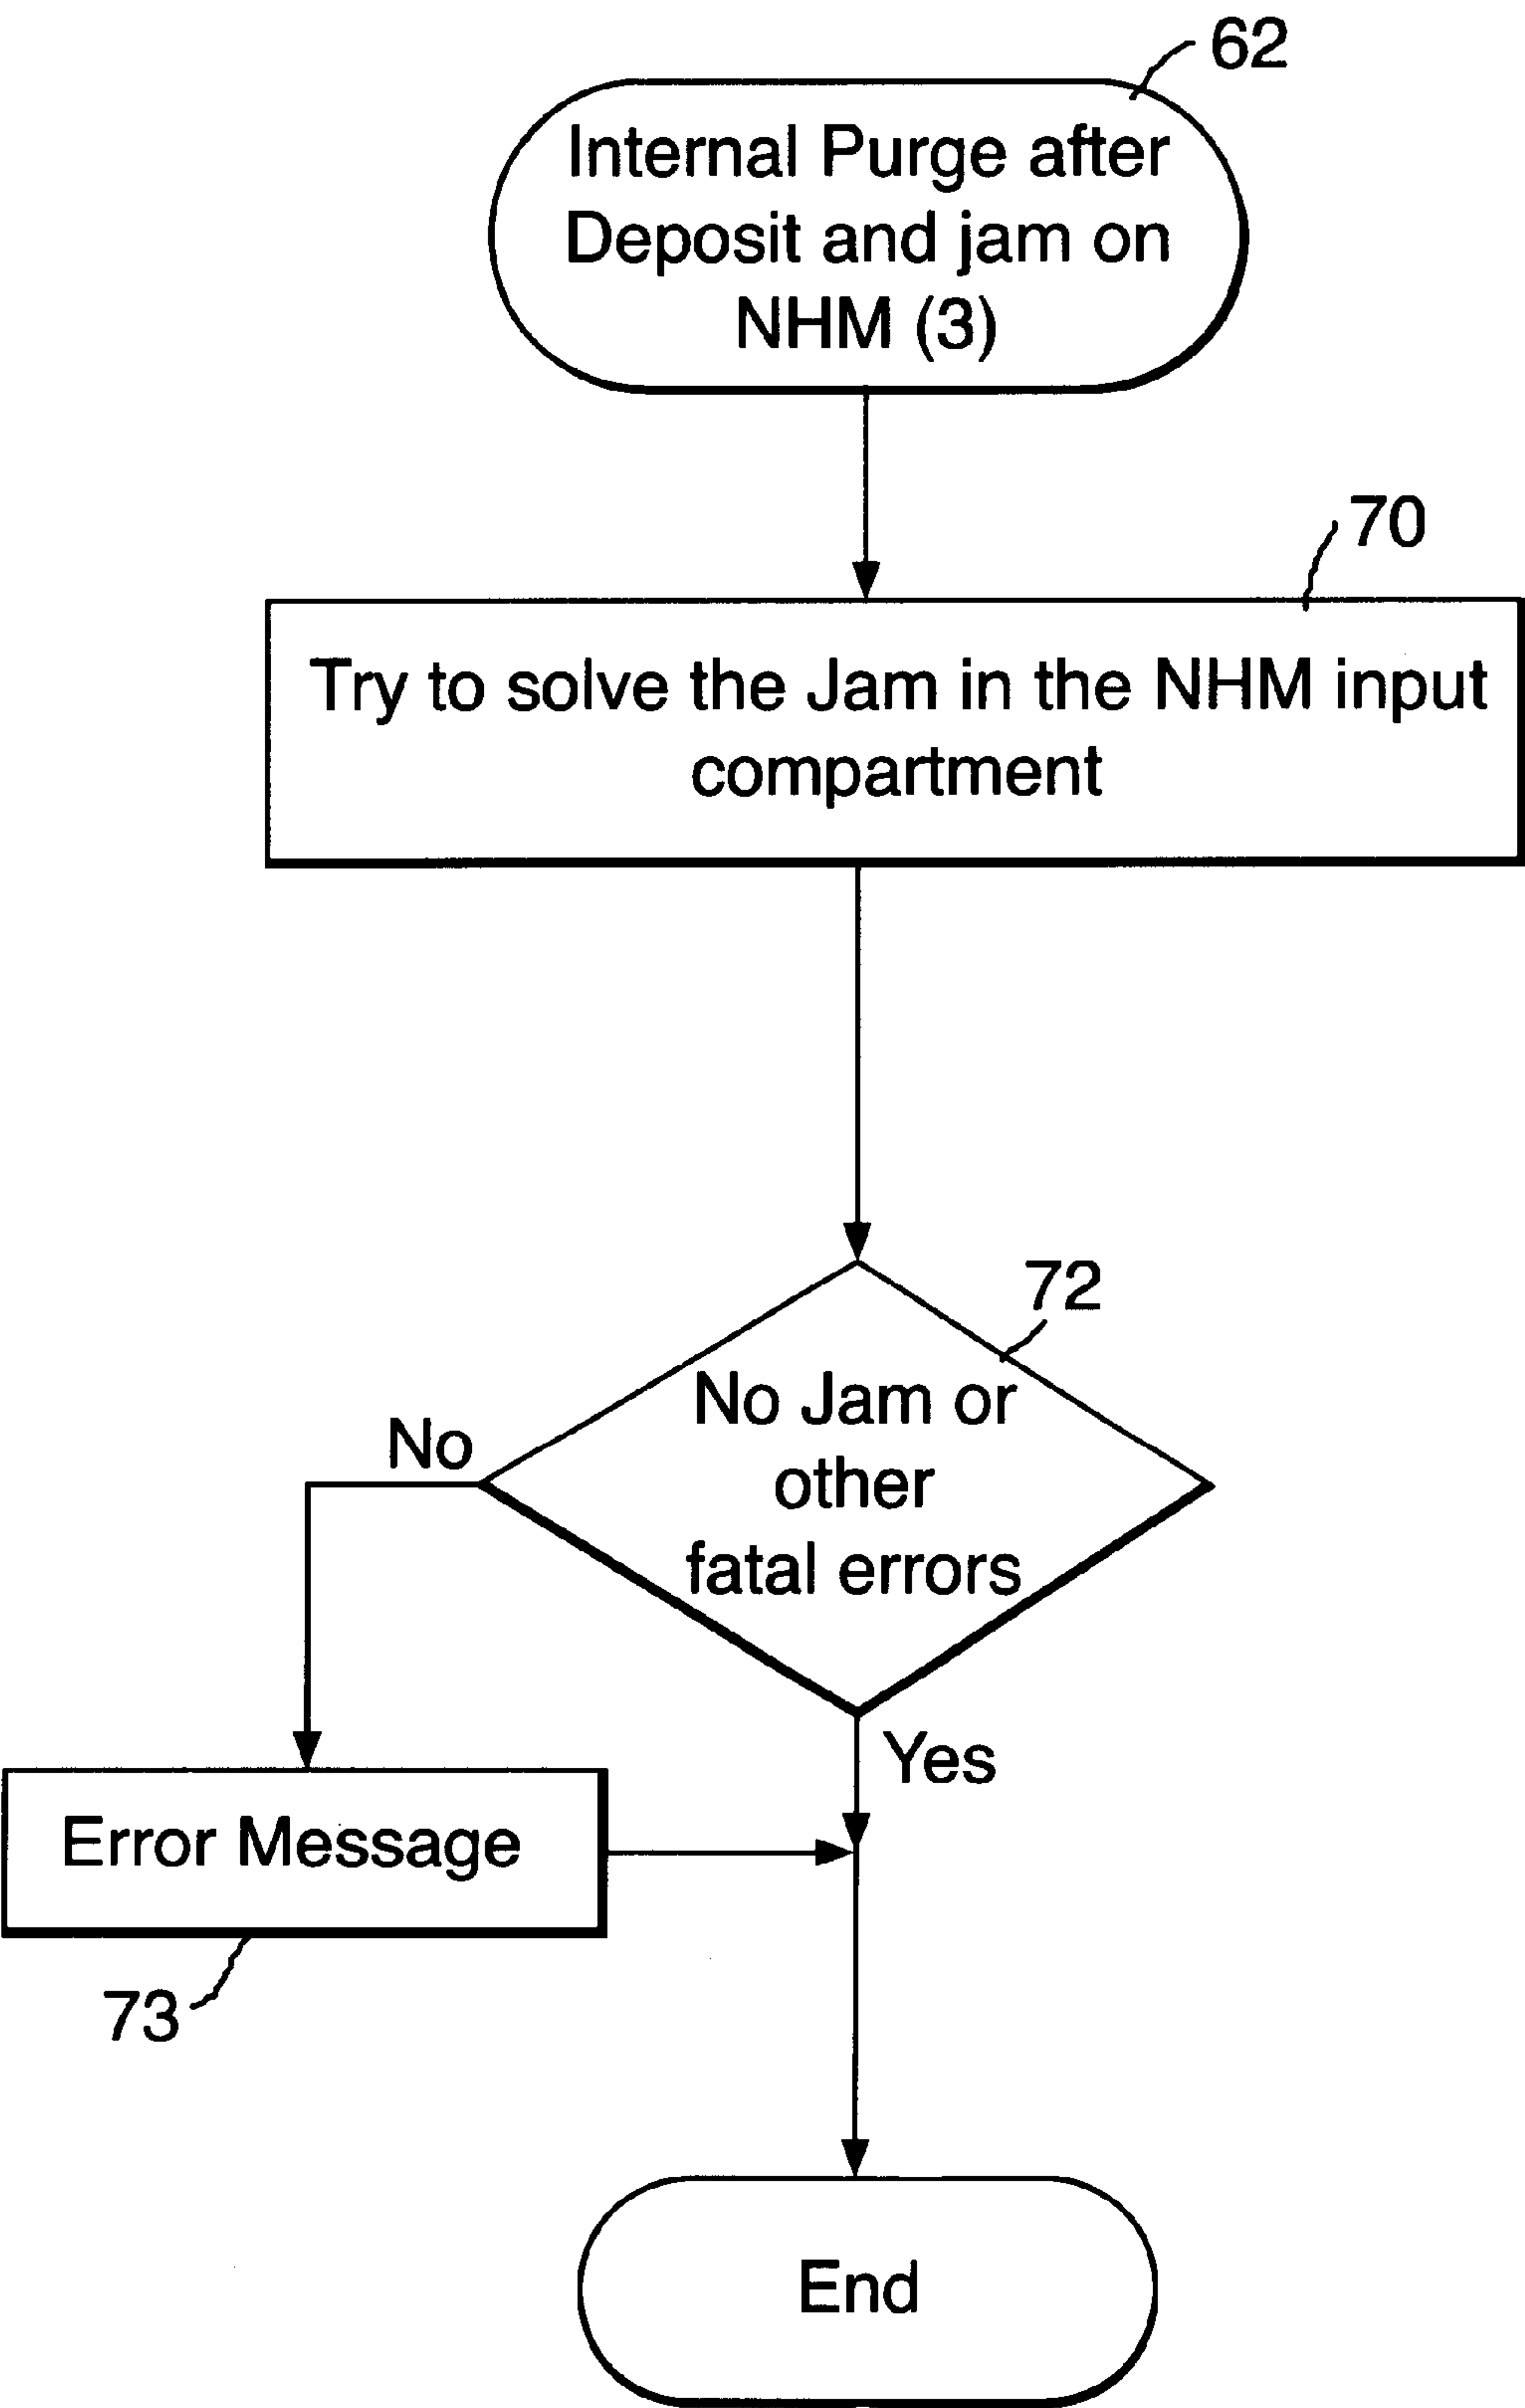 62
Internal Purge after
Deposit and jam on
NHM (3)
70
Try to solve the Jam in the NHM input
compartment
72
No Jam or
other
fatal errors
No
Yes
Error Message
73
End